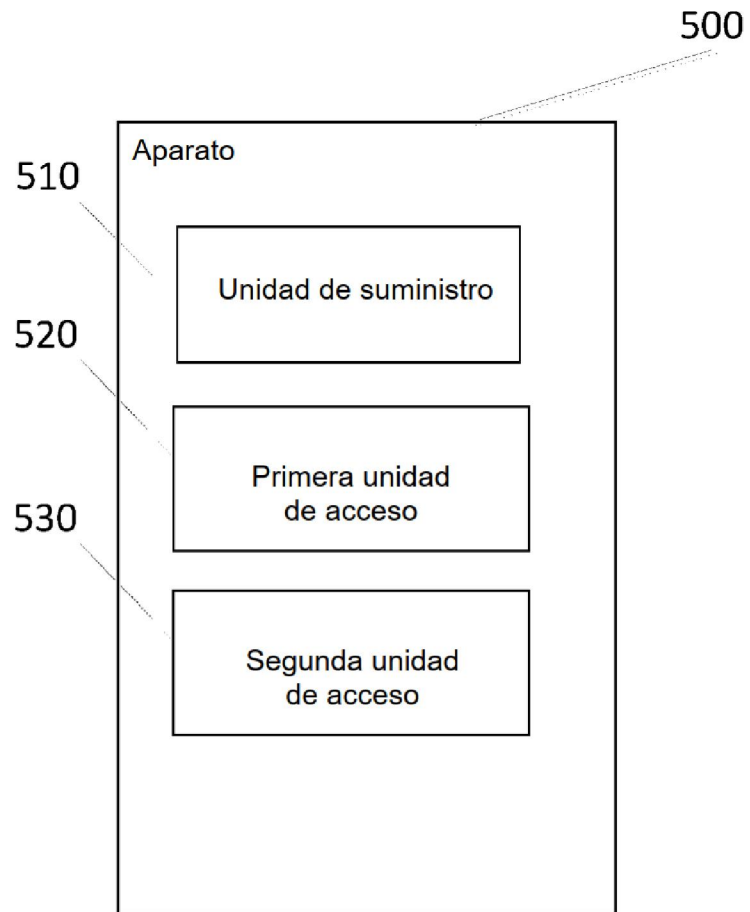 500
Aparato
510
Unidad de suministro
520
Primera unidad
de acceso
530
Segunda unidad
de acceso